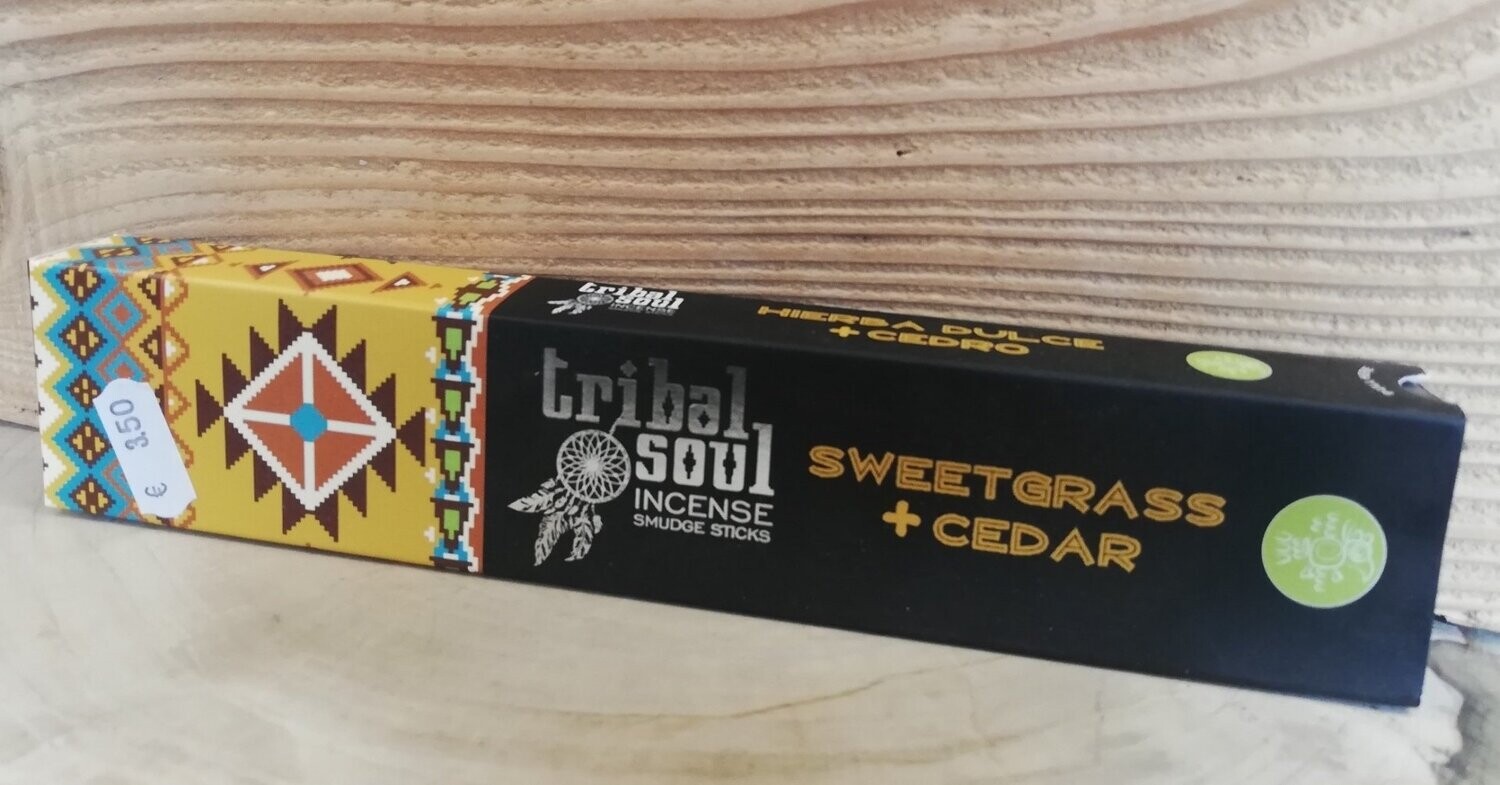 tribal
soul
INCENSE
HIERBA DULCE
+ CEDRO
tribal
soul
INCENSE
SMUDGE STICKS
SWEETGRASS
+ CEDAR
3.50
€